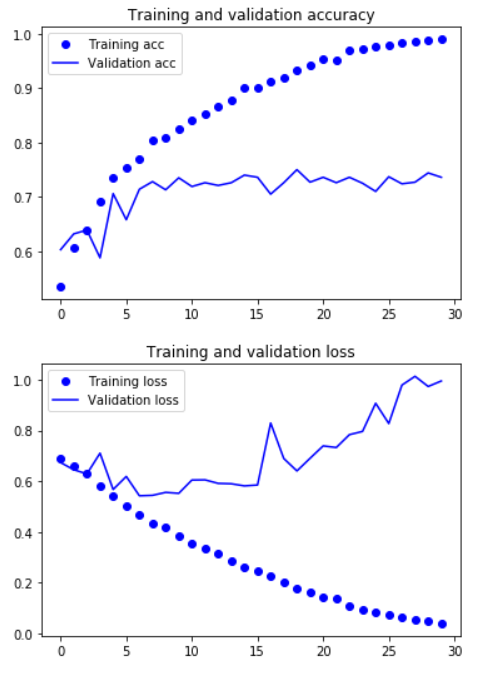 Training and validation accuracy
1.0
Training acc
Validation acc
0.9
0.8
0.7
0.6
0 5 10 15 20 25 30
Training and validation loss
1.0
Training loss
Validation loss
0.8
0.6
0.4
0.2
0.0
0 5 10 15 20 25 30